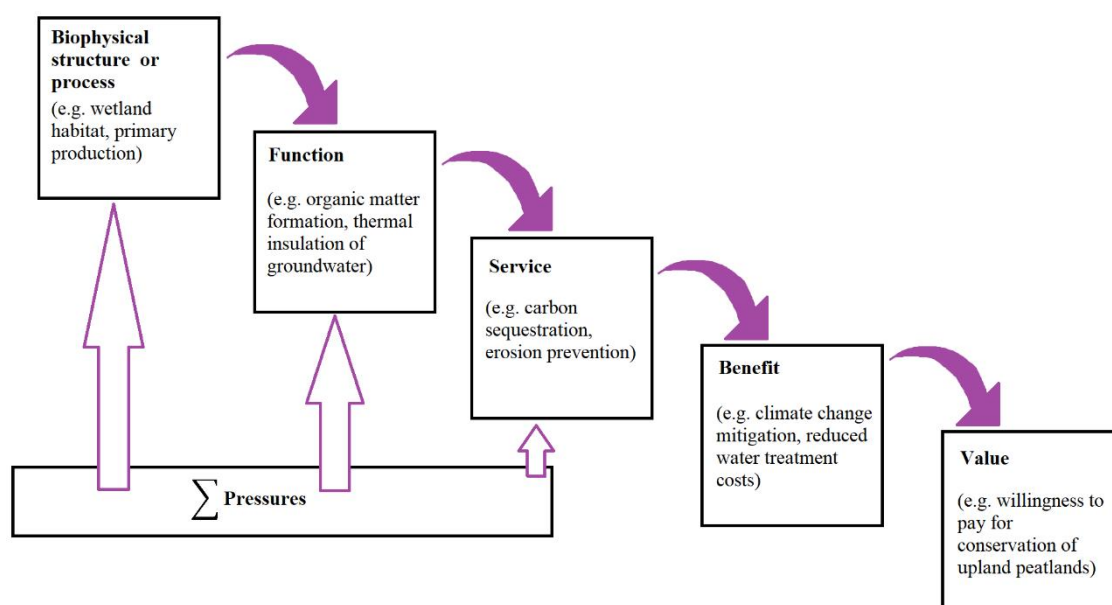 Biophysical
structure or
process
(e.g. wetland
habitat, primary
production)
Function
(e.g. organic matter
formation, thermal
insulation of
groundwater)
Service
(e.g. carbon
sequestration,
erosion prevention)
Benefit
(e.g. climate change
mitigation, reduced
water treatment
costs)
Value
(e.g. willingness to
pay for
conservation of
upland peatlands)
∑ Pressures